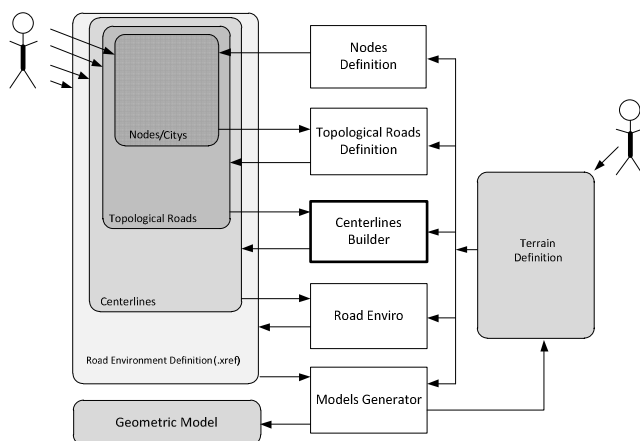 Nodes
Definition
Nodes/Citys
Topological Roads
Definition
Topological Roads
Centerlines
Builder
Terrain
Definition
Centerlines
Road Enviro
Road Environment Definition(.xref)
Models Generator
Geometric Model